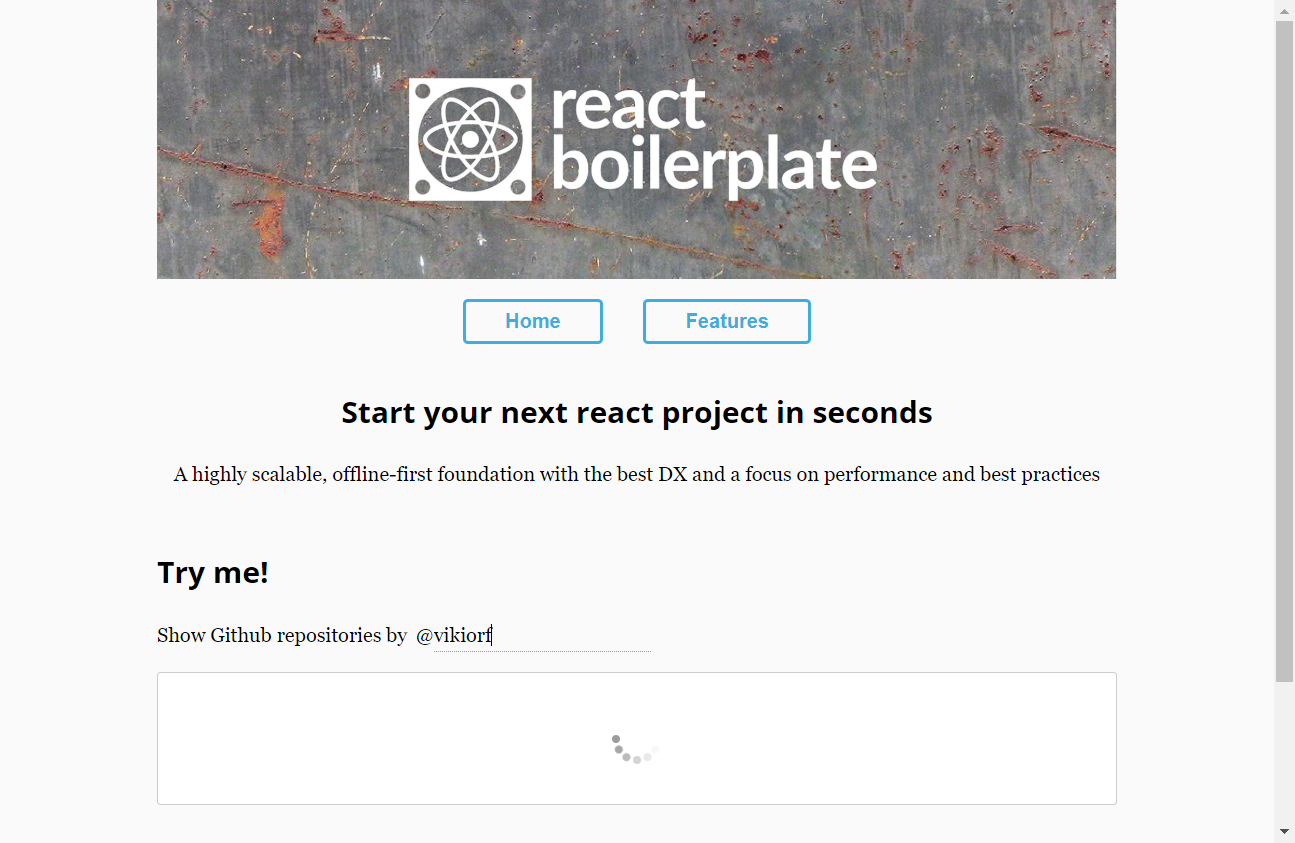 react
boilerplate
Home
Features
Start your next react project in seconds
A highly scalable, offline-first foundation with the best DX and a focus on performance and best practices
Try me!
Show Github repositories by @vikiorf